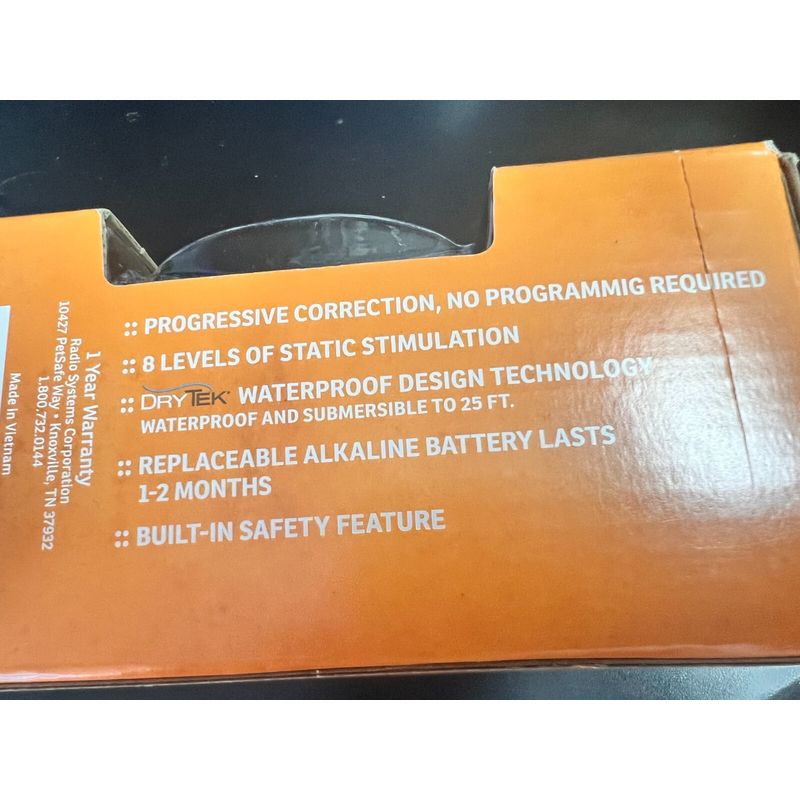 :: PROGRESSIVE CORRECTION, NO PROGRAMMIG REQUIRED
:: 8 LEVELS OF STATIC STIMULATION
:: DRYTEK® WATERPROOF DESIGN TECHNOLOGY
WATERPROOF AND SUBMERSIBLE TO 25 FT.
:: REPLACEABLE ALKALINE BATTERY LASTS
1-2 MONTHS
:: BUILT-IN SAFETY FEATURE
1 Year Warranty
Radio Systems Corporation
10427 PetSafe Way • Knoxville, TN 37932
1.800.732.0144
Made in Vietnam